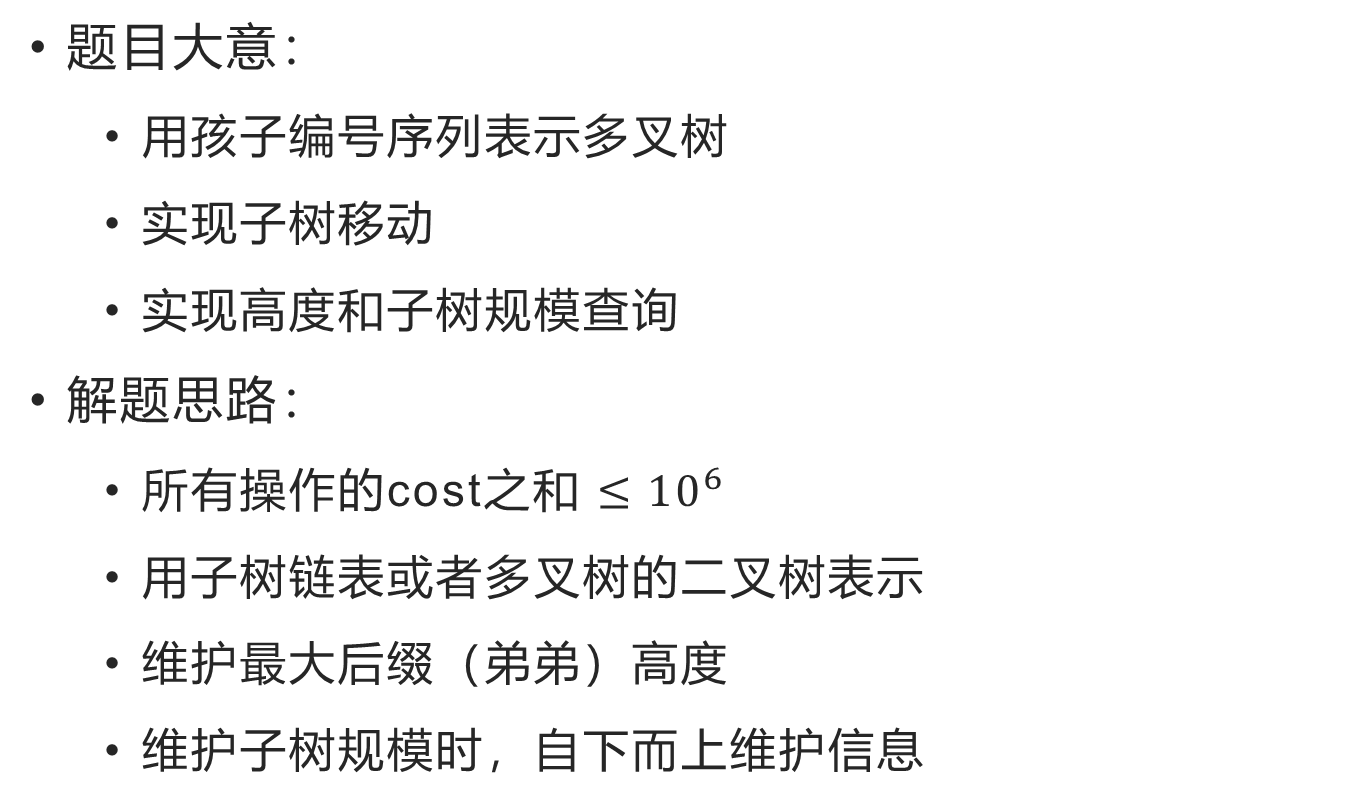 • 题目大意：
• 用孩子编号序列表示多叉树
• 实现子树移动
• 实现高度和子树规模查询
• 解题思路：
• 所有操作的cost之和 ≤ 10⁶
• 用子树链表或者多叉树的二叉树表示
• 维护最大后缀（弟弟）高度
• 维护子树规模时，自下而上维护信息